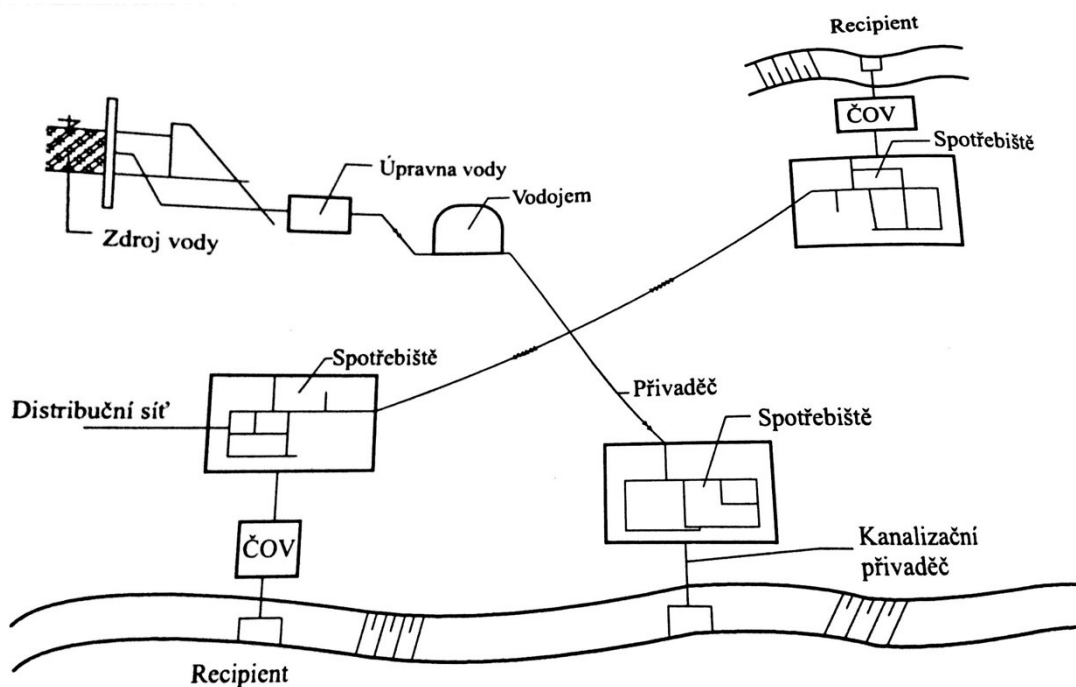 Recipient
ČOV
Spotřebiště
Úpravna vody
Vodojem
Zdroj vody
Spotřebiště
Přivaděč
Distribuční síť
Spotřebiště
ČOV
Kanalizační
přivaděč
Recipient